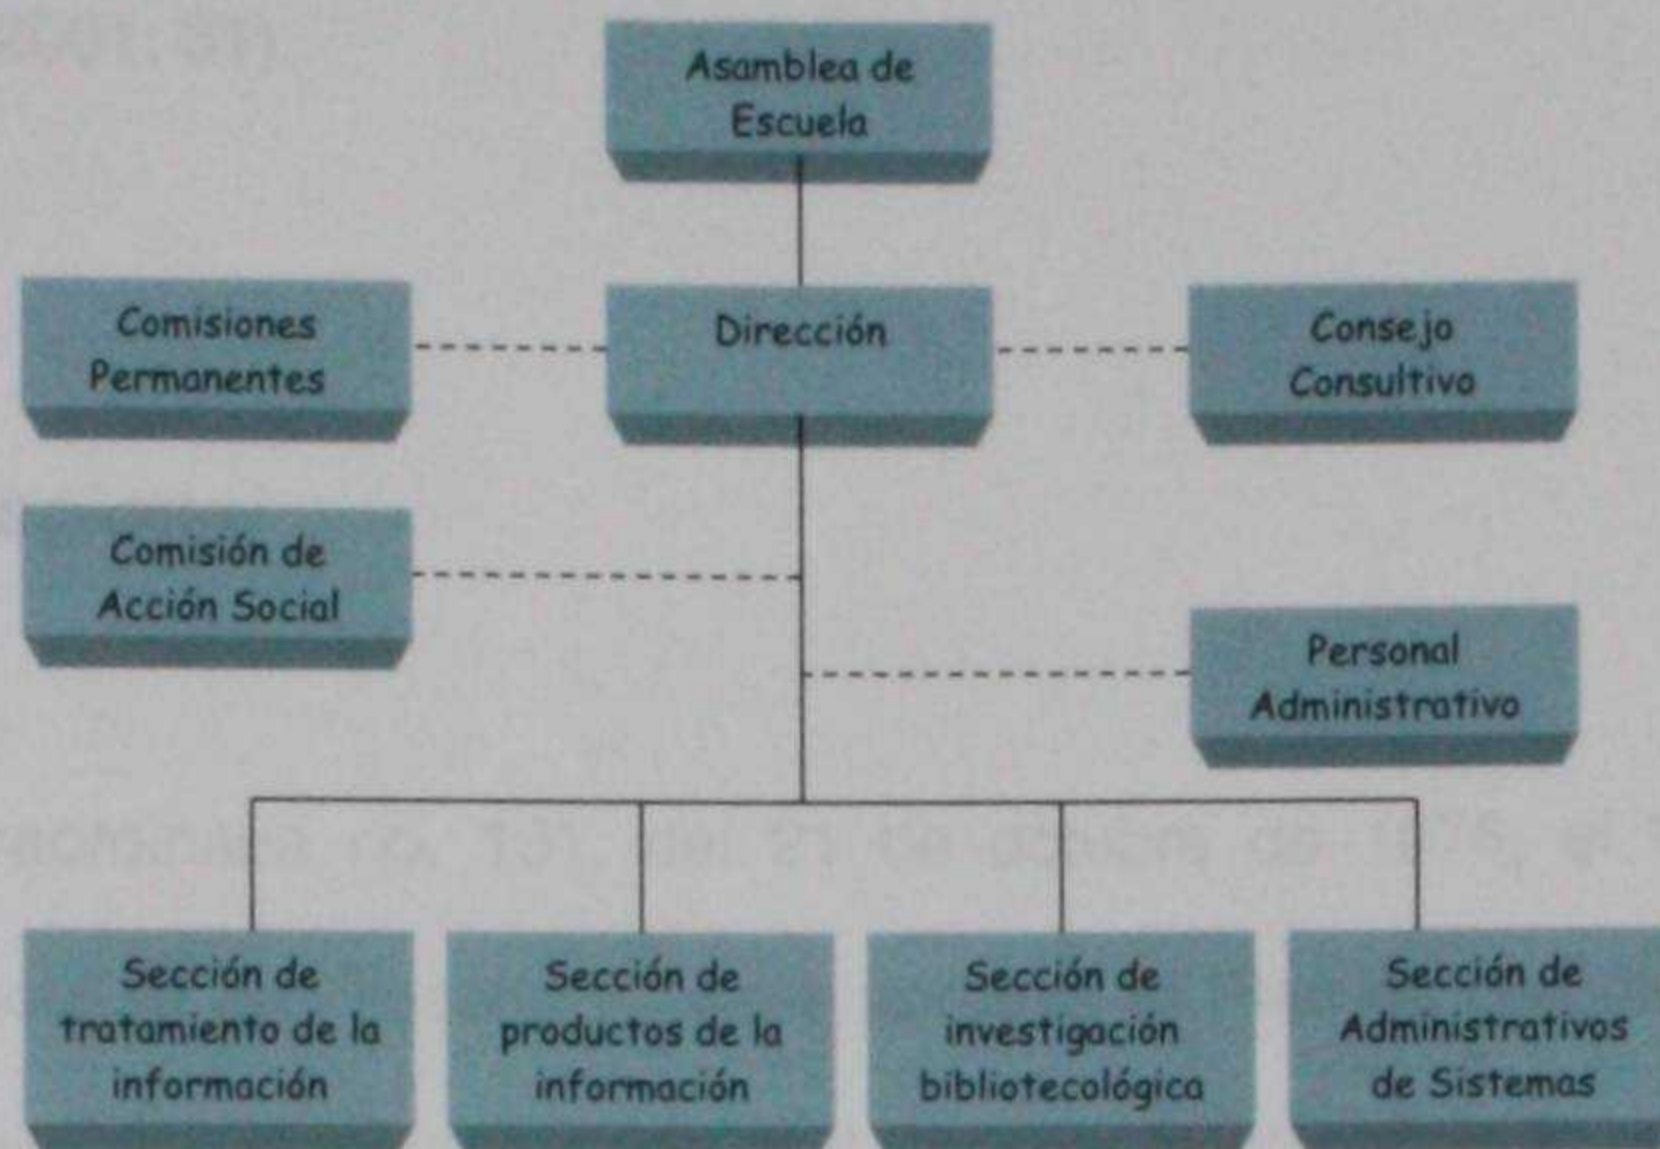 Asamblea de
Escuela
Comisiones
Permanentes
Dirección
Consejo
Consultivo
Comisión de
Acción Social
Personal
Administrativo
Sección de
tratamiento de la
información
Sección de
productos de la
información
Sección de
investigación
bibliotecológica
Sección de
Administrativos
de Sistemas